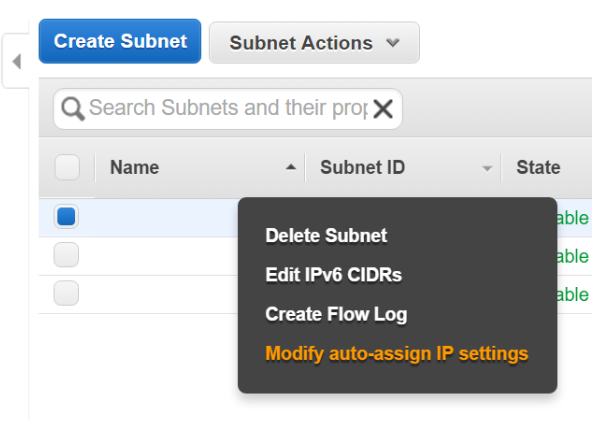 Create Subnet
Subnet Actions
Search Subnets and their prop
Name
Subnet ID
State
able
able
able
Delete Subnet
Edit IPv6 CIDRs
Create Flow Log
Modify auto-assign IP settings